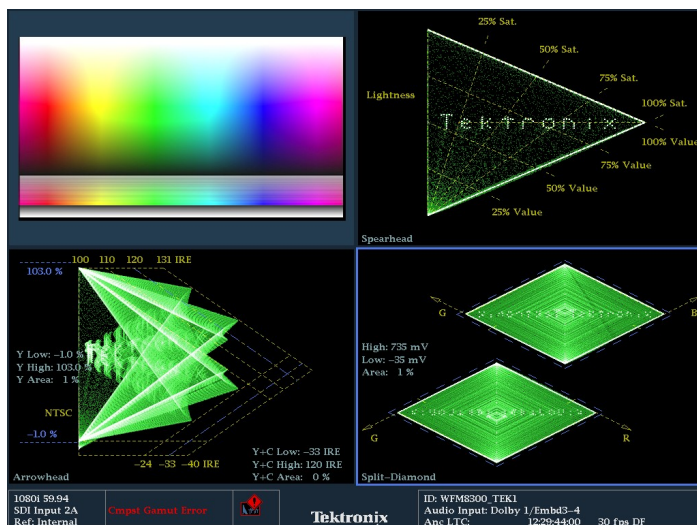 25% Sat.
50% Sat.
75% Sat.
Lightness
100% Sat.
Tektronix
100% Value
75% Value
50% Value
25% Value
Spearhead
100 110 120 131 IRE
103.0 %
Y Low: -1.0 %
Y High: 103.0 %
Y Area: 1 %
NTSC
-1.0 %
-24 -33 -40 IRE
Y+C Low: -33 IRE
Y+C High: 120 IRE
Y+C Area: 0 %
Arrowhead
G
B
High: 735 mV
Low: -35 mV
Area: 1 %
G
R
Split-Diamond
1080i 59.94
SDI Input 2A
Ref: Internal
Cmpst Gamut Error
Tektronix
ID: WFM8300_TEK1
Audio Input: Dolby 1/Embd3-4
Anc LTC: 12:29:44:00 30 fps DF